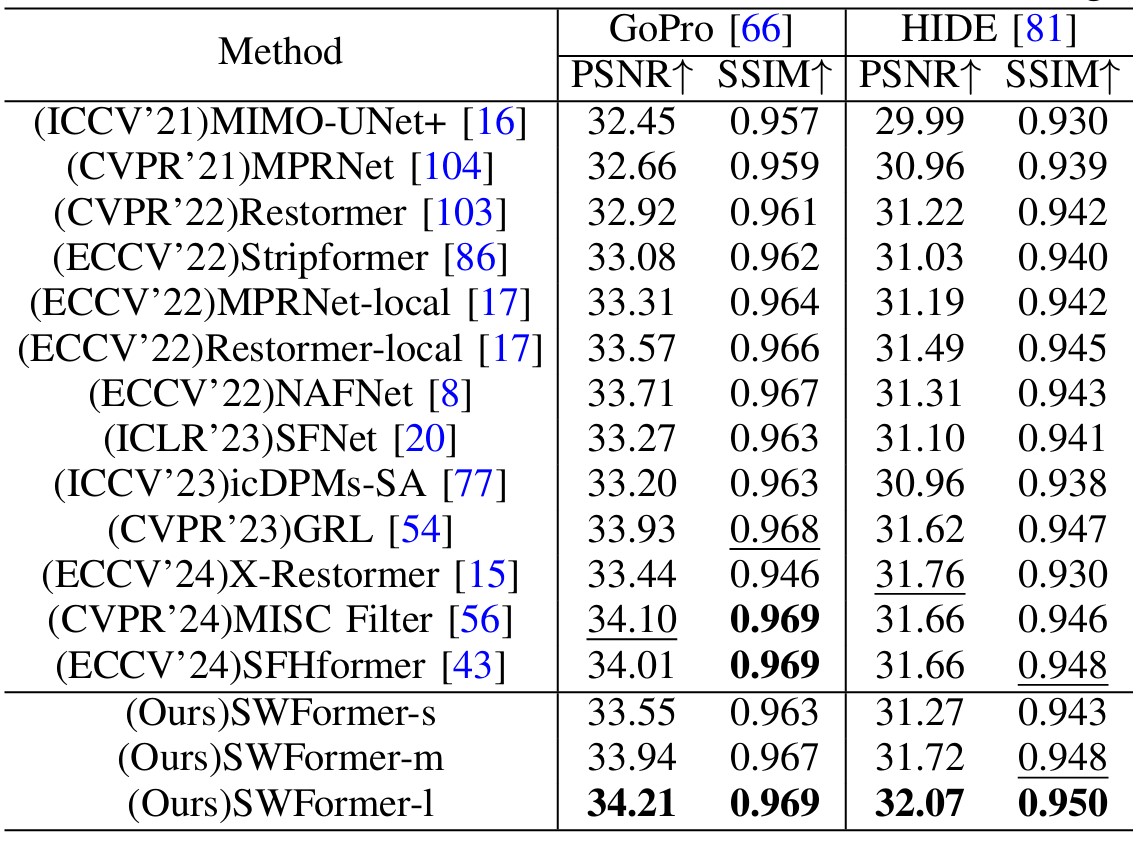 Method GoPro [66] HIDE [81]
PSNR↑ SSIM↑ PSNR↑ SSIM↑
(ICCV’21)MIMO-UNet+ [16] 32.45 0.957 29.99 0.930
(CVPR’21)MPRNet [104] 32.66 0.959 30.96 0.939
(CVPR’22)Restormer [103] 32.92 0.961 31.22 0.942
(ECCV’22)Stripformer [86] 33.08 0.962 31.03 0.940
(ECCV’22)MPRNet-local [17] 33.31 0.964 31.19 0.942
(ECCV’22)Restormer-local [17] 33.57 0.966 31.49 0.945
(ECCV’22)NAFNet [8] 33.71 0.967 31.31 0.943
(ICLR’23)SFNet [20] 33.27 0.963 31.10 0.941
(ICCV’23)icDPMs-SA [77] 33.20 0.963 30.96 0.938
(CVPR’23)GRL [54] 33.93 0.968 31.62 0.947
(ECCV’24)X-Restormer [15] 33.44 0.946 31.76 0.930
(CVPR’24)MISC Filter [56] 34.10 0.969 31.66 0.946
(ECCV’24)SFHformer [43] 34.01 0.969 31.66 0.948
(Ours)SWFormer-s 33.55 0.963 31.27 0.943
(Ours)SWFormer-m 33.94 0.967 31.72 0.948
(Ours)SWFormer-l 34.21 0.969 32.07 0.950